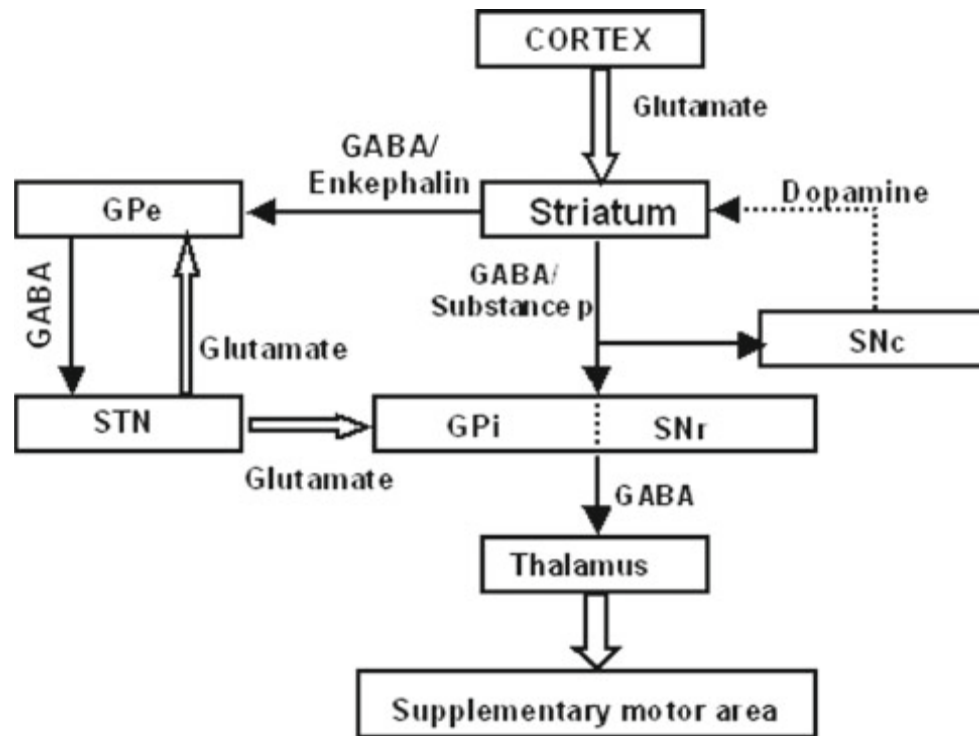 CORTEX
Glutamate
GABA/
Enkephalin
Dopamine
GPe
Striatum
GABA
GABA/
Substance p
Glutamate
SNc
STN
GPi
SNr
Glutamate
GABA
Thalamus
Supplementary motor area